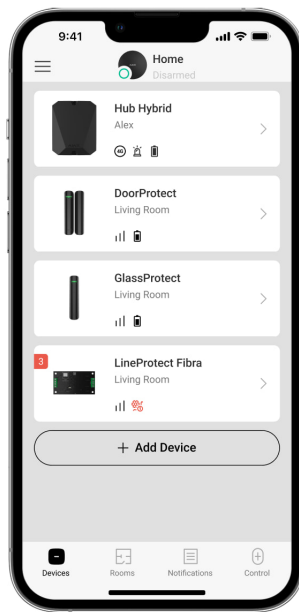 9:41
Home
Disarmed
Hub Hybrid
Alex
4G
DoorProtect
Living Room
GlassProtect
Living Room
3
LineProtect Fibra
Living Room
+ Add Device
Devices
Rooms
Notifications
Control